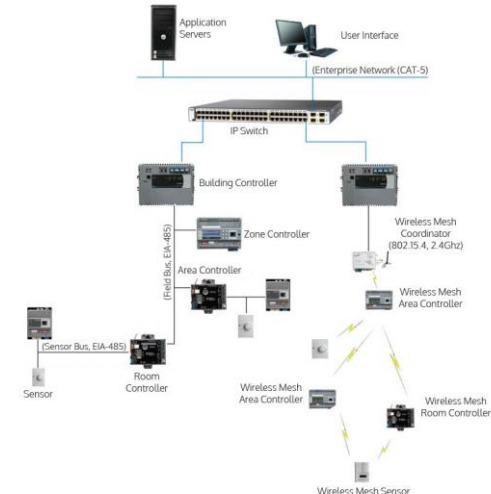 Application
Servers
User Interface
(Enterprise Network (CAT-5)
IP Switch
Building Controller
Wireless Mesh
Coordinator
(802.15.4, 2.4Ghz)
Zone Controller
(Field Bus, EIA-485)
Area Controller
Wireless Mesh
Area Controller
(Sensor Bus, EIA-485)
Room
Controller
Sensor
Wireless Mesh
Area Controller
Wireless Mesh
Room Controller
Wireless Mesh Sensor